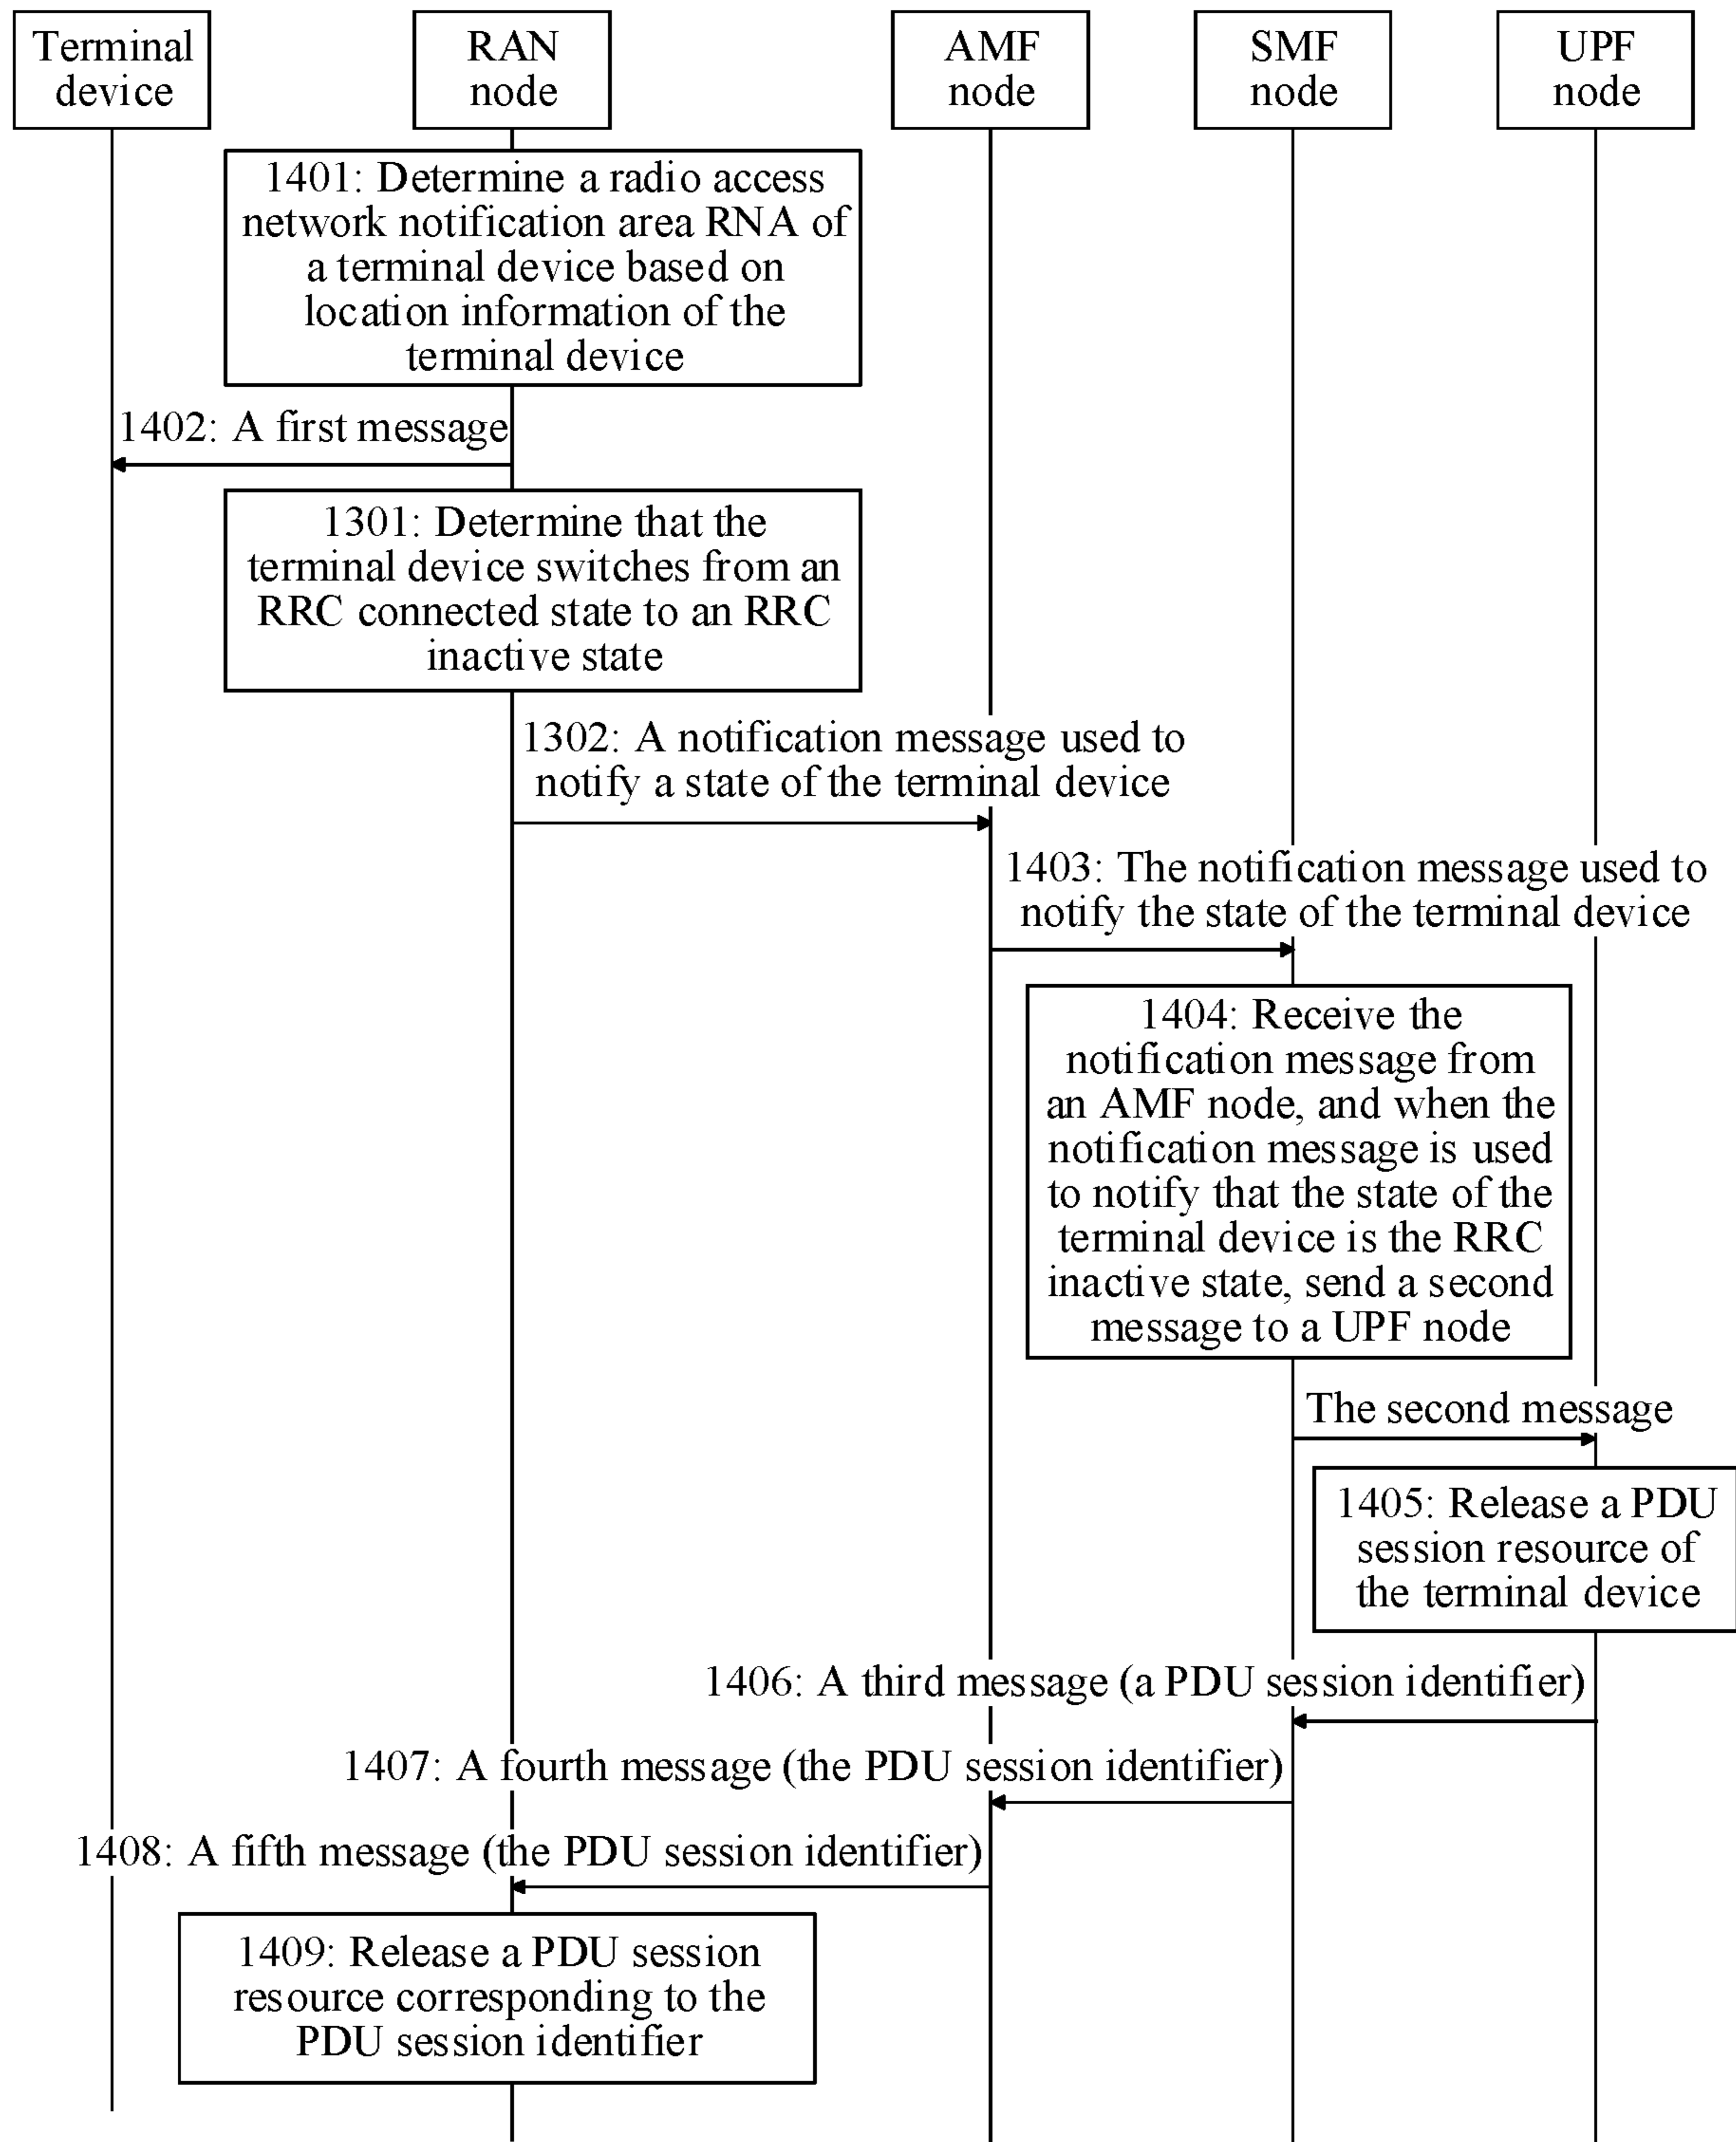 Terminal
device
RAN
node
AMF
node
SMF
node
UPF
node
1401: Determine a radio access
network notification area RNA of
a terminal device based on
location information of the
terminal device
1402: A first message
1301: Determine that the
terminal device switches from an
RRC connected state to an RRC
inactive state
1302: A notification message used to
notify a state of the terminal device
1403: The notification message used to
notify the state of the terminal device
1404: Receive the
notification message from
an AMF node, and when the
notification message is used
to notify that the state of the
terminal device is the RRC
inactive state, send a second
message to a UPF node
The second message
1405: Release a PDU
session resource of
the terminal device
1406: A third message (a PDU session identifier)
1407: A fourth message (the PDU session identifier)
1408: A fifth message (the PDU session identifier)
1409: Release a PDU session
resource corresponding to the
PDU session identifier